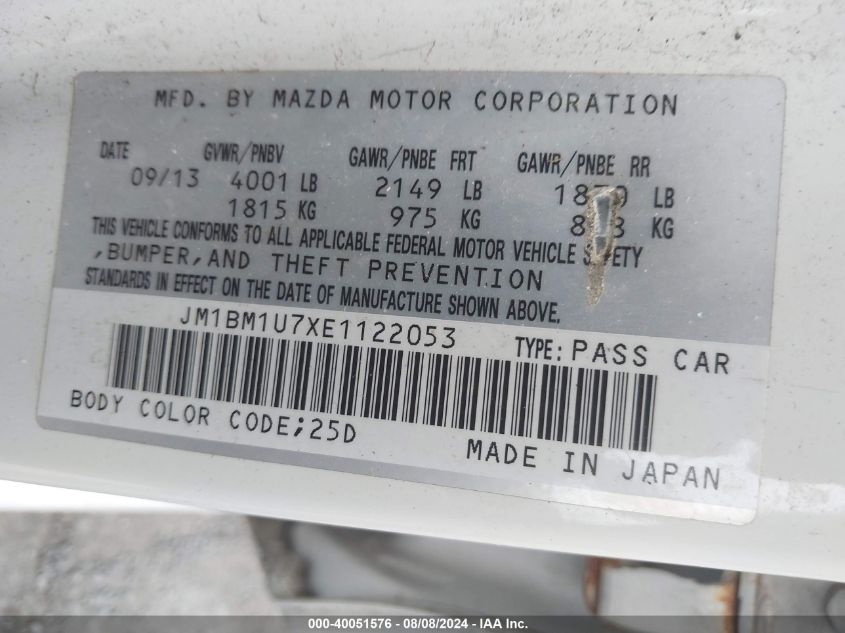 MFD. BY MAZDA MOTOR CORPORATION
DATE GVWR/PNBV GAWR/PNBE FRT GAWR/PNBE RR
09/13 4001 LB 2149 LB LB
1815 KG 975 KG KG
THIS VEHICLE CONFORMS TO ALL APPLICABLE FEDERAL MOTOR VEHICLE SAFETY
,BUMPER,AND THEFT PREVENTION
STANDARDS IN EFFECT ON THE DATE OF MANUFACTURE SHOWN ABOVE.
JM1BM1U7XE1122053 TYPE: PASS CAR
BODY COLOR CODE;25D
MADE IN JAPAN
000-40051576 - 08/08/2024 - IAA Inc.